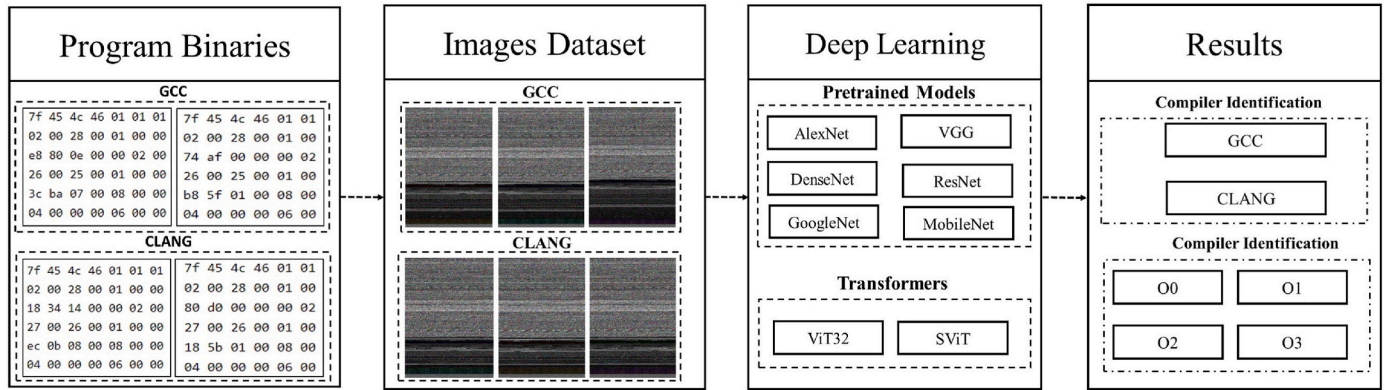 Program Binaries
GCC
7f 45 4c 46 01 01 01
02 00 28 00 01 00 00
e8 80 0e 00 00 02 00
26 00 25 00 01 00 00
3c ba 07 00 08 00 00
04 00 00 00 06 00 00
7f 45 4c 46 01 01
02 00 28 00 01 00
74 af 00 00 00 02
26 00 25 00 01 00
b8 5f 01 00 08 00
04 00 00 00 06 00
CLANG
7f 45 4c 46 01 01 01
02 00 28 00 01 00 00
18 34 14 00 00 02 00
27 00 26 00 01 00 00
ec 0b 08 00 08 00 00
04 00 00 00 06 00 00
7f 45 4c 46 01 01
02 00 28 00 01 00
80 d0 00 00 00 02
27 00 26 00 01 00
18 5b 01 00 08 00
04 00 00 00 06 00
Images Dataset
GCC
CLANG
Deep Learning
Pretrained Models
AlexNet
VGG
DenseNet
ResNet
GoogleNet
MobileNet
Transformers
ViT32
SViT
Results
Compiler Identification
GCC
CLANG
Compiler Identification
O0
O1
O2
O3